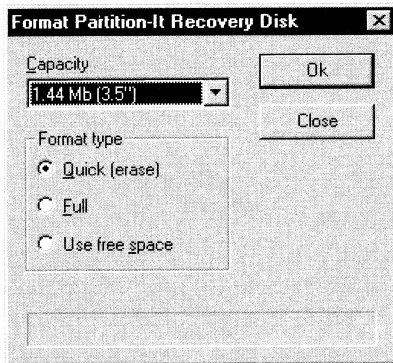 Format Partition-It Recovery Disk
Capacity
1.44 Mb (3.5")
Ok
Close
Format type
Quick (erase)
Full
Use free space